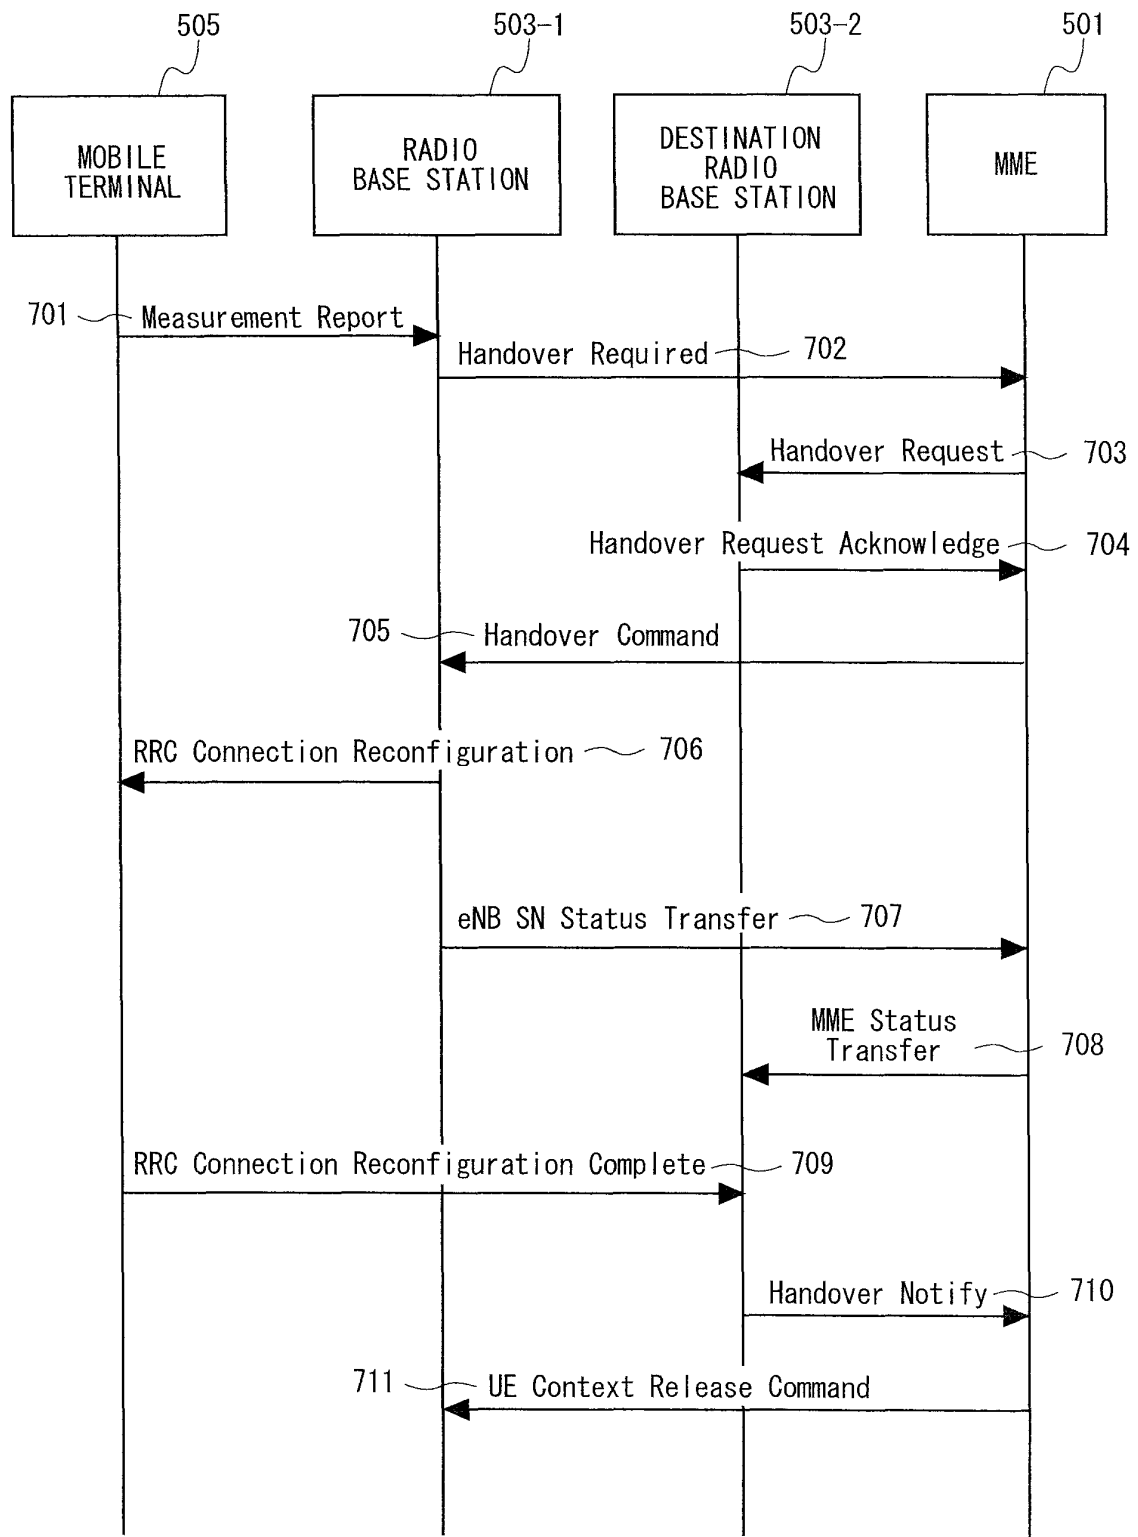 505
503-1
503-2
501
MOBILE
TERMINAL
RADIO
BASE STATION
DESTINATION
RADIO
BASE STATION
MME
701
Measurement Report
Handover Required
702
Handover Request
703
Handover Request Acknowledge
704
705
Handover Command
RRC Connection Reconfiguration
706
eNB SN Status Transfer
707
MME Status
Transfer
708
RRC Connection Reconfiguration Complete
709
Handover Notify
710
711
UE Context Release Command